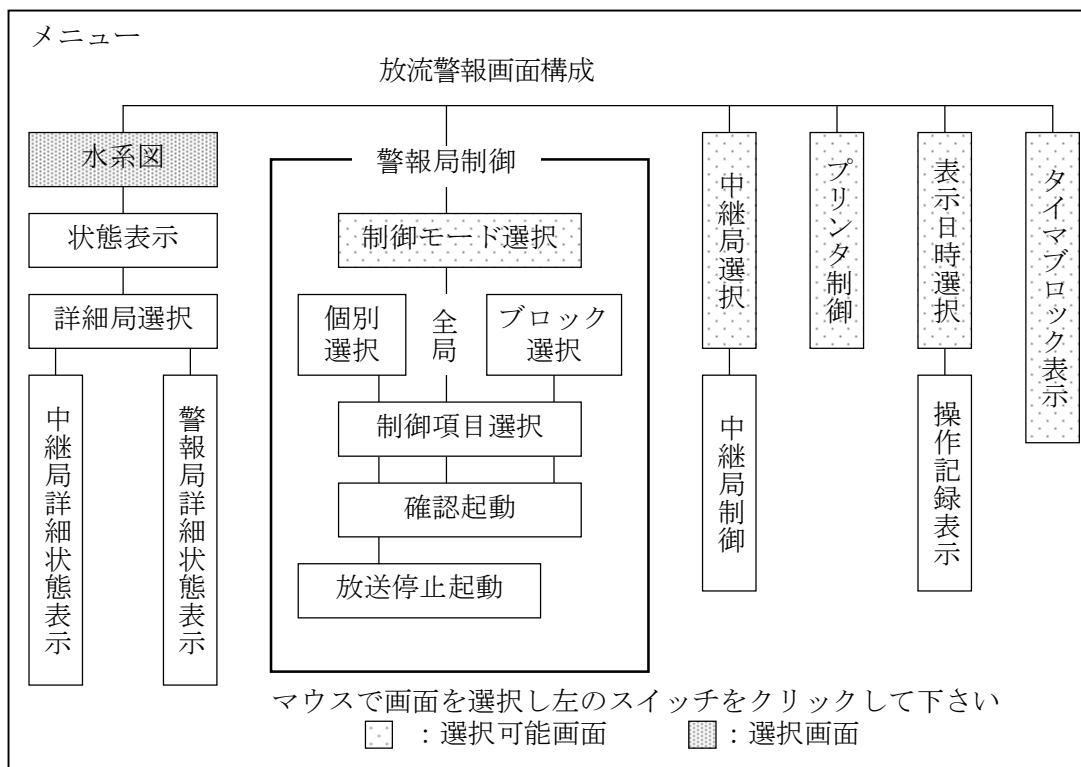 メニュー
放流警報画面構成
水系図
状態表示
詳細局選択
中継局詳細状態表示
警報局詳細状態表示
警報局制御
制御モード選択
個別
選択
全局
ブロック
選択
制御項目選択
確認起動
放送停止起動
中継局選択
中継局制御
プリンタ制御
表示日時選択
操作記録表示
タイマブロック表示
マウスで画面を選択し左のスイッチをクリックして下さい
：選択可能画面
：選択画面